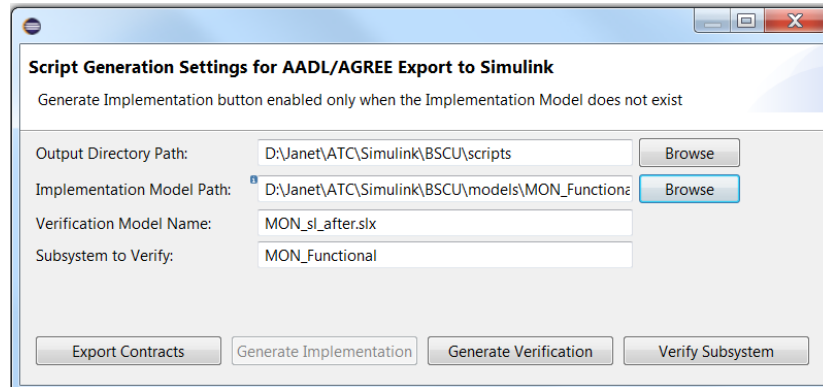 Script Generation Settings for AADL/AGREE Export to Simulink
Generate Implementation button enabled only when the Implementation Model does not exist
Output Directory Path: D:\Janet\ATC\Simulink\BSCU\scripts Browse
Implementation Model Path: D:\Janet\ATC\Simulink\BSCU\models\MON_Functiona Browse
Verification Model Name: MON_sl_after.slx
Subsystem to Verify: MON_Functional
Export Contracts Generate Implementation Generate Verification Verify Subsystem